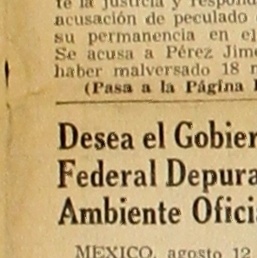 te la justicia y respond
acusación de peculado
su permanencia en el
Se acusa a Pérez Jim
haber malversado 18
(Pasa a la Página
Desea el Gobier
Federal Depura
Ambiente Ofici
MEXICO, agosto 12